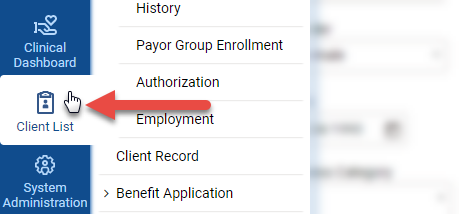 History
Clinical
Dashboard
Payor Group Enrollment
Authorization
Client List
Employment
Client Record
System
Administration
Benefit Application